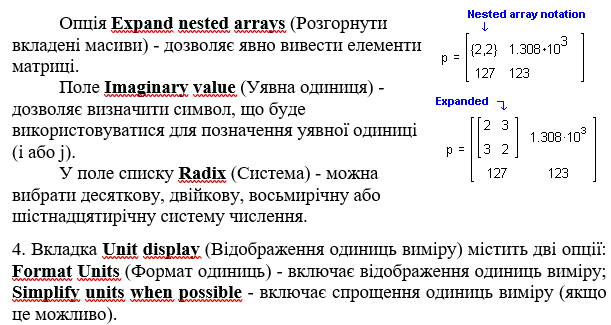 Опція Expand nested arrays (Розгорнути
вкладені масиви) - дозволяє явно вивести елементи
матриці.
Поле Imaginary value (Уявна одиниця) -
дозволяє визначити символ, що буде
використовуватися для позначення уявної одиниці
(i або j).
У поле списку Radix (Система) - можна
вибрати десяткову, двійкову, восьмирічну або
шістнадцятирічну систему числення.
Nested array notation
p = [ {2,2} 1.308•10³
127 123 ]
Expanded
p = [ [ 2 3
3 2 ] 1.308·10³
127 123 ]
4. Вкладка Unit display (Відображення одиниць виміру) містить дві опції:
Format Units (Формат одиниць) - включає відображення одиниць виміру;
Simplify units when possible - включає спрощення одиниць виміру (якщо
це можливо).